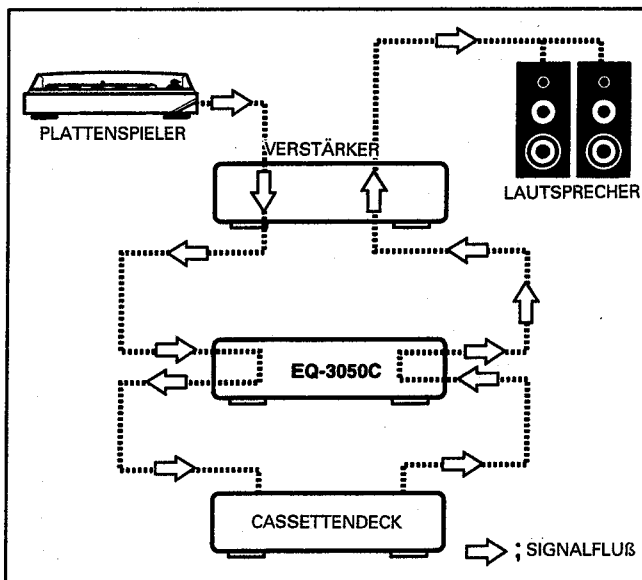 PLATTENSPIELER
VERSTÄRKER
LAUTSPRECHER
EQ-3050C
CASSETTENDECK
; SIGNALFLUß